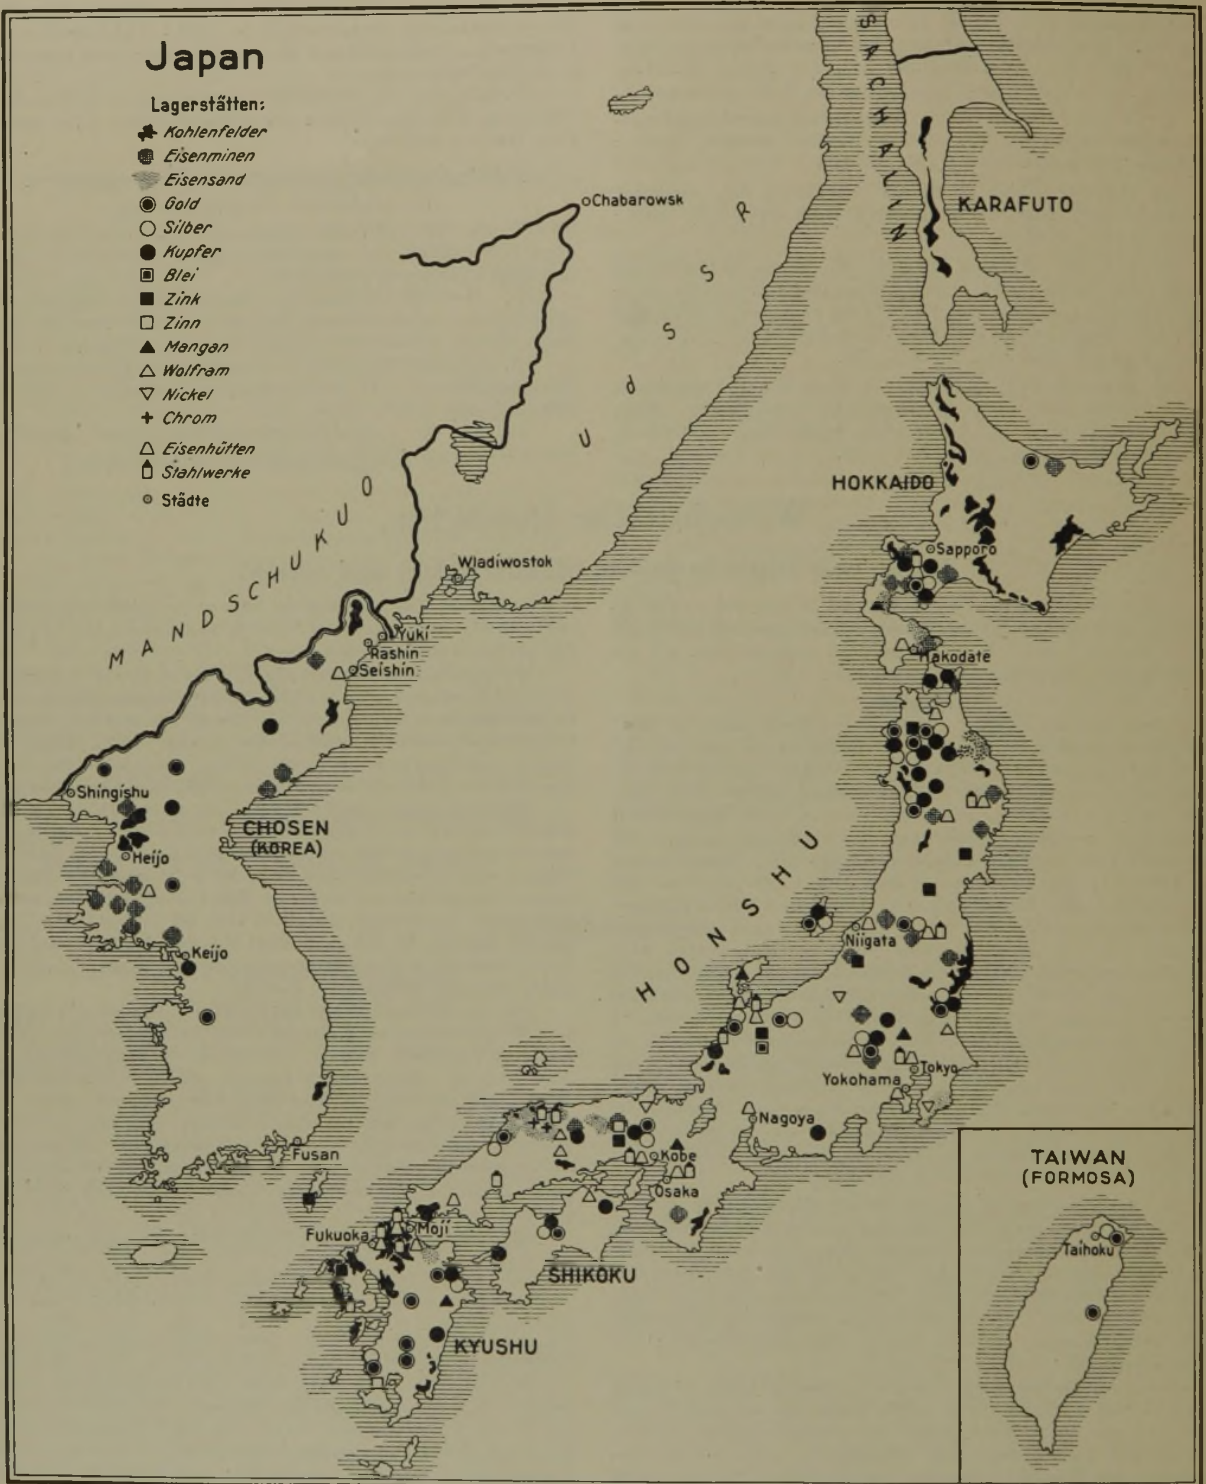 Japan
Lagerstätten:
Kohlenfelder
Eisenminen
Eisensand
Gold
Silber
Kupfer
Blei
Zink
Zinn
Mangan
Wolfram
Nickel
Chrom
Eisenhütten
Stahlwerke
Städte
SACHALIN
KARAFUTO
Chabarowsk
UdSSR
MANDSCHUKUO
Wladiwostok
Yuki
Rashin
Seishin
Shingishu
CHOSEN
(KOREA)
Heijo
Keijo
Fusan
HOKKAIDO
Sapporo
Hakodate
HONSHU
Niigata
Tokyo
Yokohama
Nagoya
Kobe
Osaka
Fukuoka
Moji
SHIKOKU
KYUSHU
TAIWAN
(FORMOSA)
Taihoku